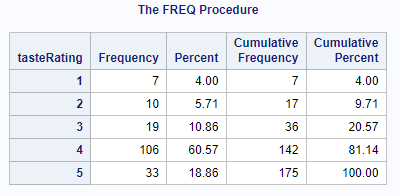 The FREQ Procedure
tasteRating Frequency Percent Cumulative Frequency Cumulative Percent
1 7 4.00 7 4.00
2 10 5.71 17 9.71
3 19 10.86 36 20.57
4 106 60.57 142 81.14
5 33 18.86 175 100.00